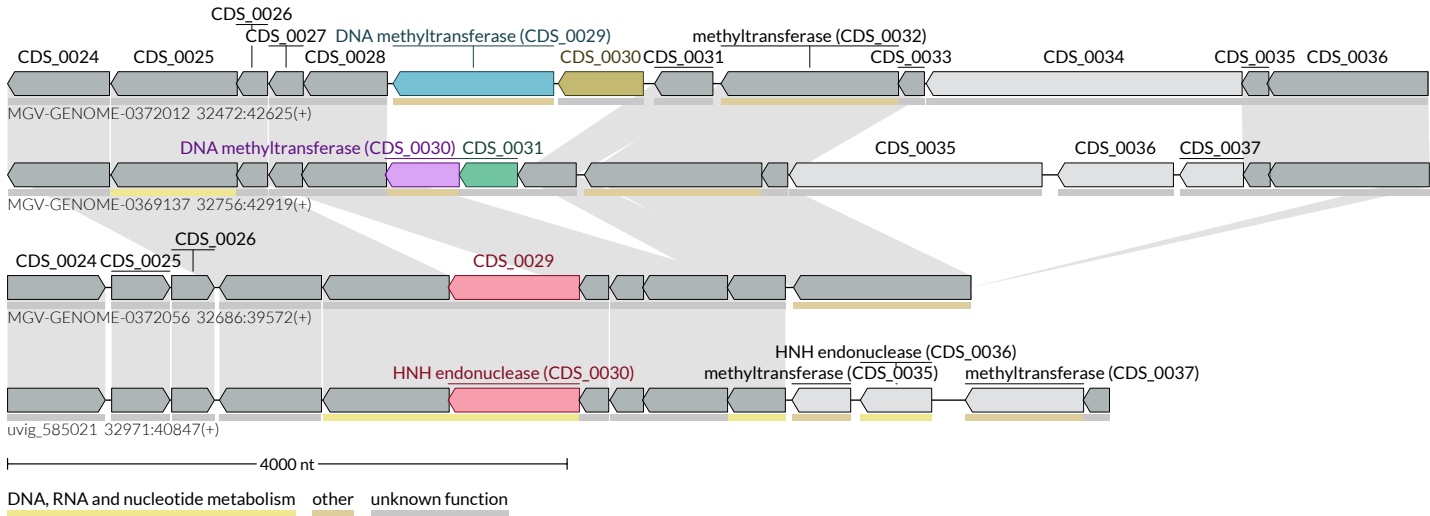 CDS_0026
CDS_0027 DNA methyltransferase (CDS_0029) methyltransferase (CDS_0032)
CDS_0024 CDS_0025 CDS_0028 CDS_0030 CDS_0031 CDS_0033 CDS_0034 CDS_0035 CDS_0036
MGV-GENOME-0372012 32472:42625(+)
DNA methyltransferase (CDS_0030) CDS_0031 CDS_0035 CDS_0036 CDS_0037
MGV-GENOME-0369137 32756:42919(+)
CDS_0026
CDS_0024 CDS_0025 CDS_0029
MGV-GENOME-0372056 32686:39572(+)
HNH endonuclease (CDS_0036)
HNH endonuclease (CDS_0030) methyltransferase (CDS_0035) methyltransferase (CDS_0037)
uvig_585021 32971:40847(+)
4000 nt
DNA, RNA and nucleotide metabolism other unknown function